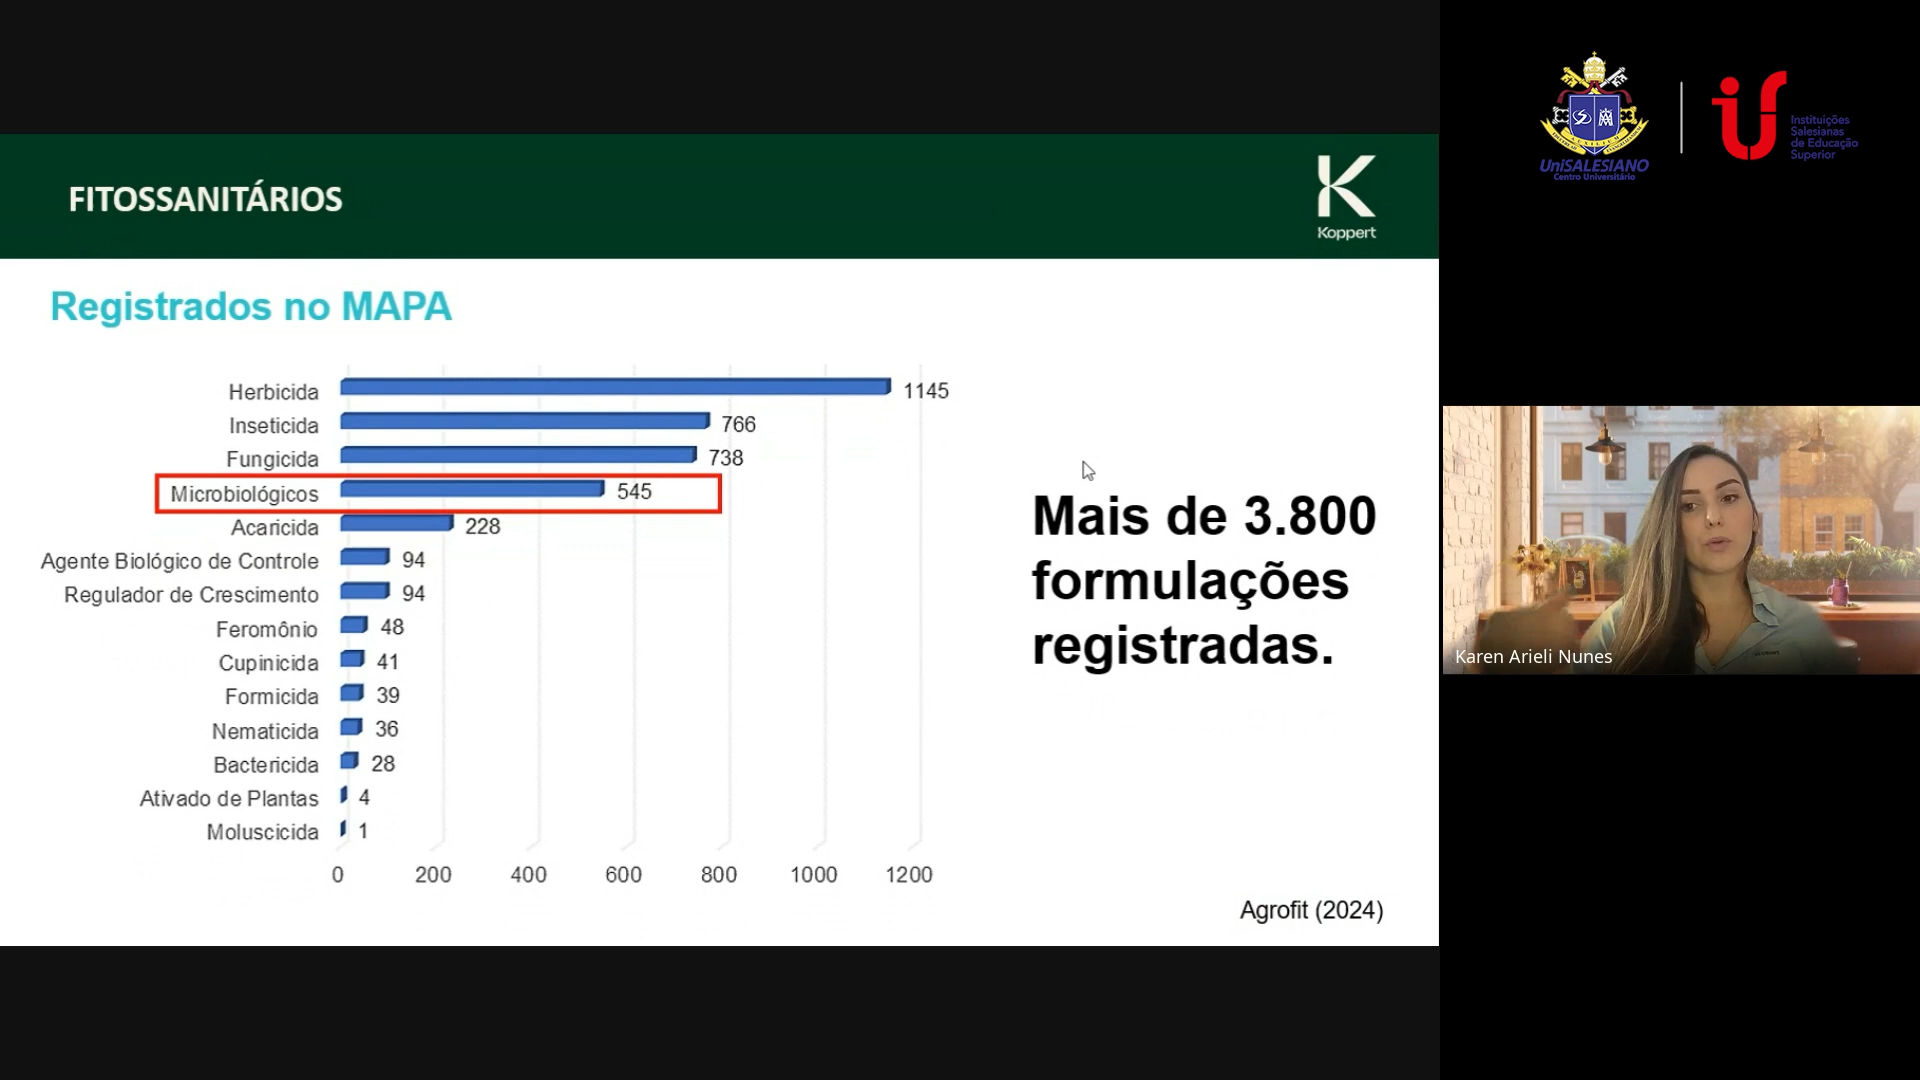 FITOSSANITÁRIOS
Koppert
Registrados no MAPA
Herbicida 1145
Inseticida 766
Fungicida 738
Microbiológicos 545
Acaricida 228
Agente Biológico de Controle 94
Regulador de Crescimento 94
Feromônio 48
Cupinicida 41
Formicida 39
Nematicida 36
Bactericida 28
Ativado de Plantas 4
Moluscicida 1
0 200 400 600 800 1000 1200
Mais de 3.800
formulações
registradas.
Agrofit (2024)
UniSALESIANO
Centro Universitário
Instituições
Salesianas
de Educação
Superior
Karen Arieli Nunes